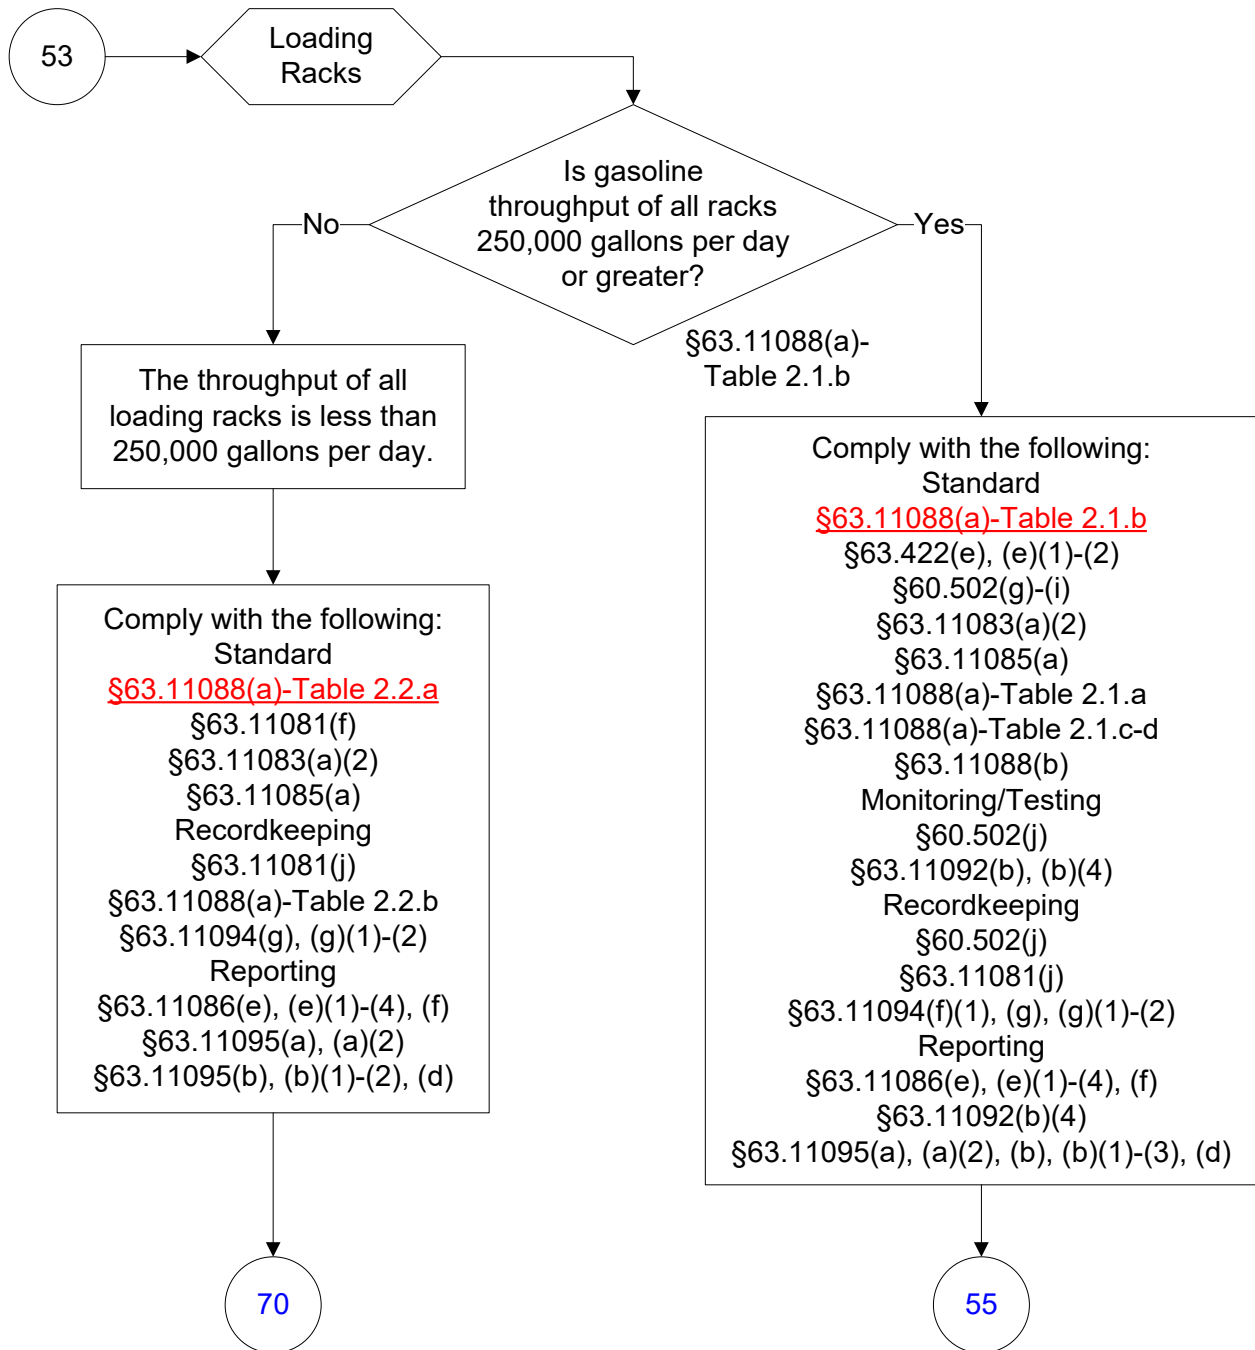 53
Loading
Racks
Is gasoline
throughput of all racks
250,000 gallons per day
or greater?
No
Yes
§63.11088(a)-
Table 2.1.b
The throughput of all
loading racks is less than
250,000 gallons per day.
Comply with the following:
Standard
§63.11088(a)-Table 2.2.a
§63.11081(f)
§63.11083(a)(2)
§63.11085(a)
Recordkeeping
§63.11081(j)
§63.11088(a)-Table 2.2.b
§63.11094(g), (g)(1)-(2)
Reporting
§63.11086(e), (e)(1)-(4), (f)
§63.11095(a), (a)(2)
§63.11095(b), (b)(1)-(2), (d)
70
Comply with the following:
Standard
§63.11088(a)-Table 2.1.b
§63.422(e), (e)(1)-(2)
§60.502(g)-(i)
§63.11083(a)(2)
§63.11085(a)
§63.11088(a)-Table 2.1.a
§63.11088(a)-Table 2.1.c-d
§63.11088(b)
Monitoring/Testing
§60.502(j)
§63.11092(b), (b)(4)
Recordkeeping
§60.502(j)
§63.11081(j)
§63.11094(f)(1), (g), (g)(1)-(2)
Reporting
§63.11086(e), (e)(1)-(4), (f)
§63.11092(b)(4)
§63.11095(a), (a)(2), (b), (b)(1)-(3), (d)
55